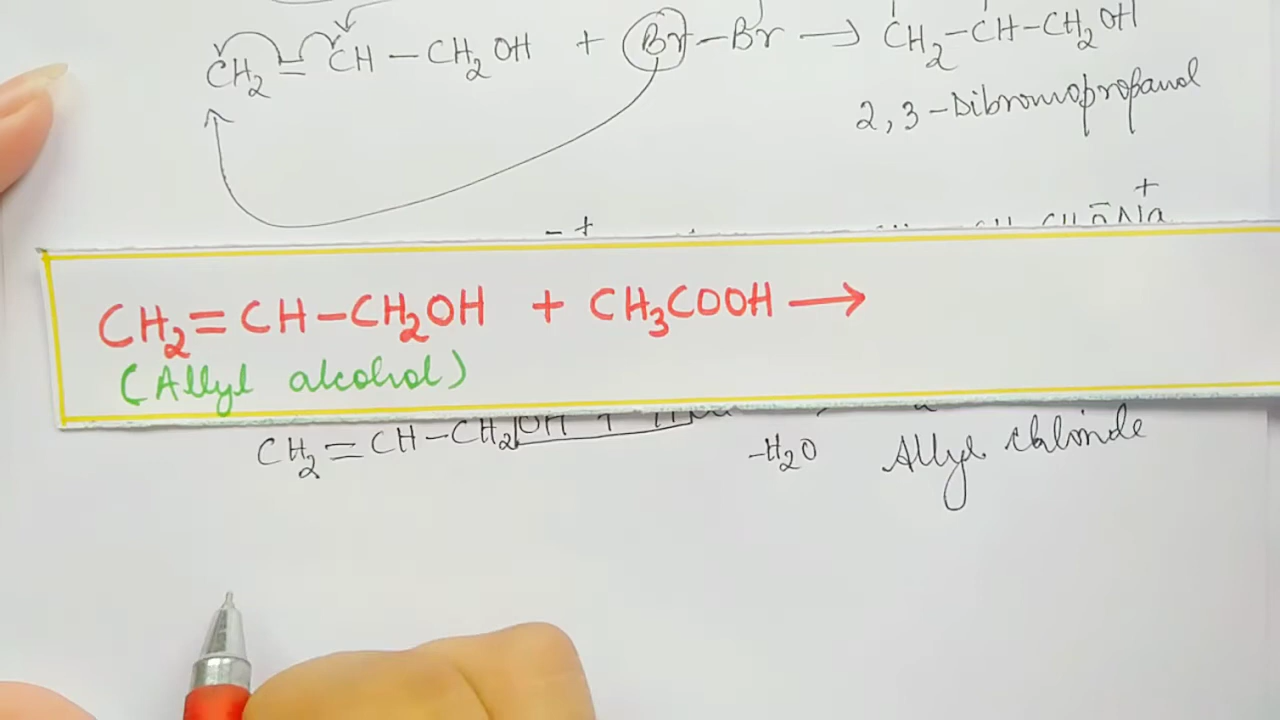 CH₂=CH-CH₂OH + Br-Br → CH₂-CH-CH₂OH
2,3-Dibromopropanol
+
- +
CH₂=CH-CH₂OH + CH₃COOH →
(Allyl alcohol)
CH₂=CH-CH₂OH +
-H₂O Allyl chloride